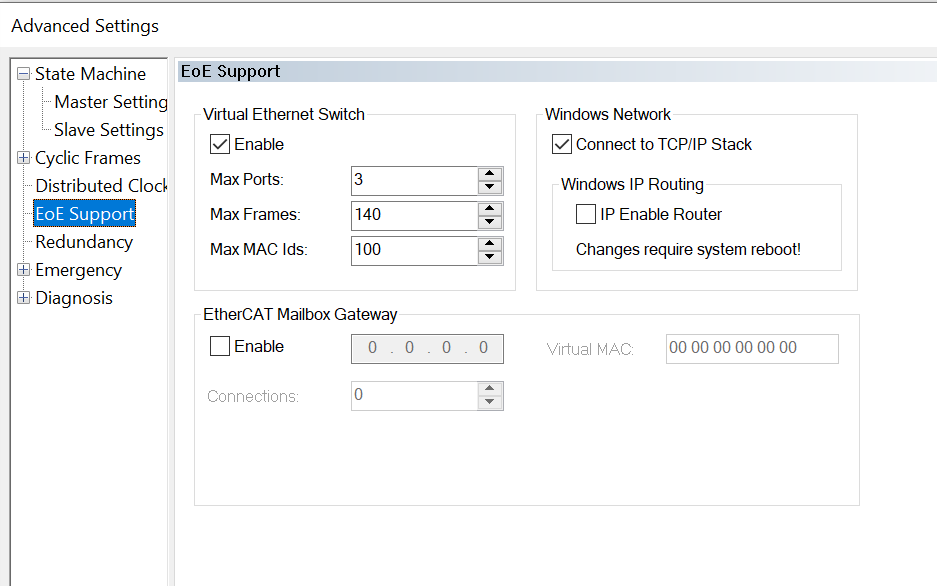 Advanced Settings
State Machine
Master Setting
Slave Settings
Cyclic Frames
Distributed Clock
EoE Support
Redundancy
Emergency
Diagnosis
EoE Support
Virtual Ethernet Switch
Enable
Max Ports: 3
Max Frames: 140
Max MAC Ids: 100
Windows Network
Connect to TCP/IP Stack
Windows IP Routing
IP Enable Router
Changes require system reboot!
EtherCAT Mailbox Gateway
Enable 0 . 0 . 0 . 0 Virtual MAC: 00 00 00 00 00 00
Connections: 0